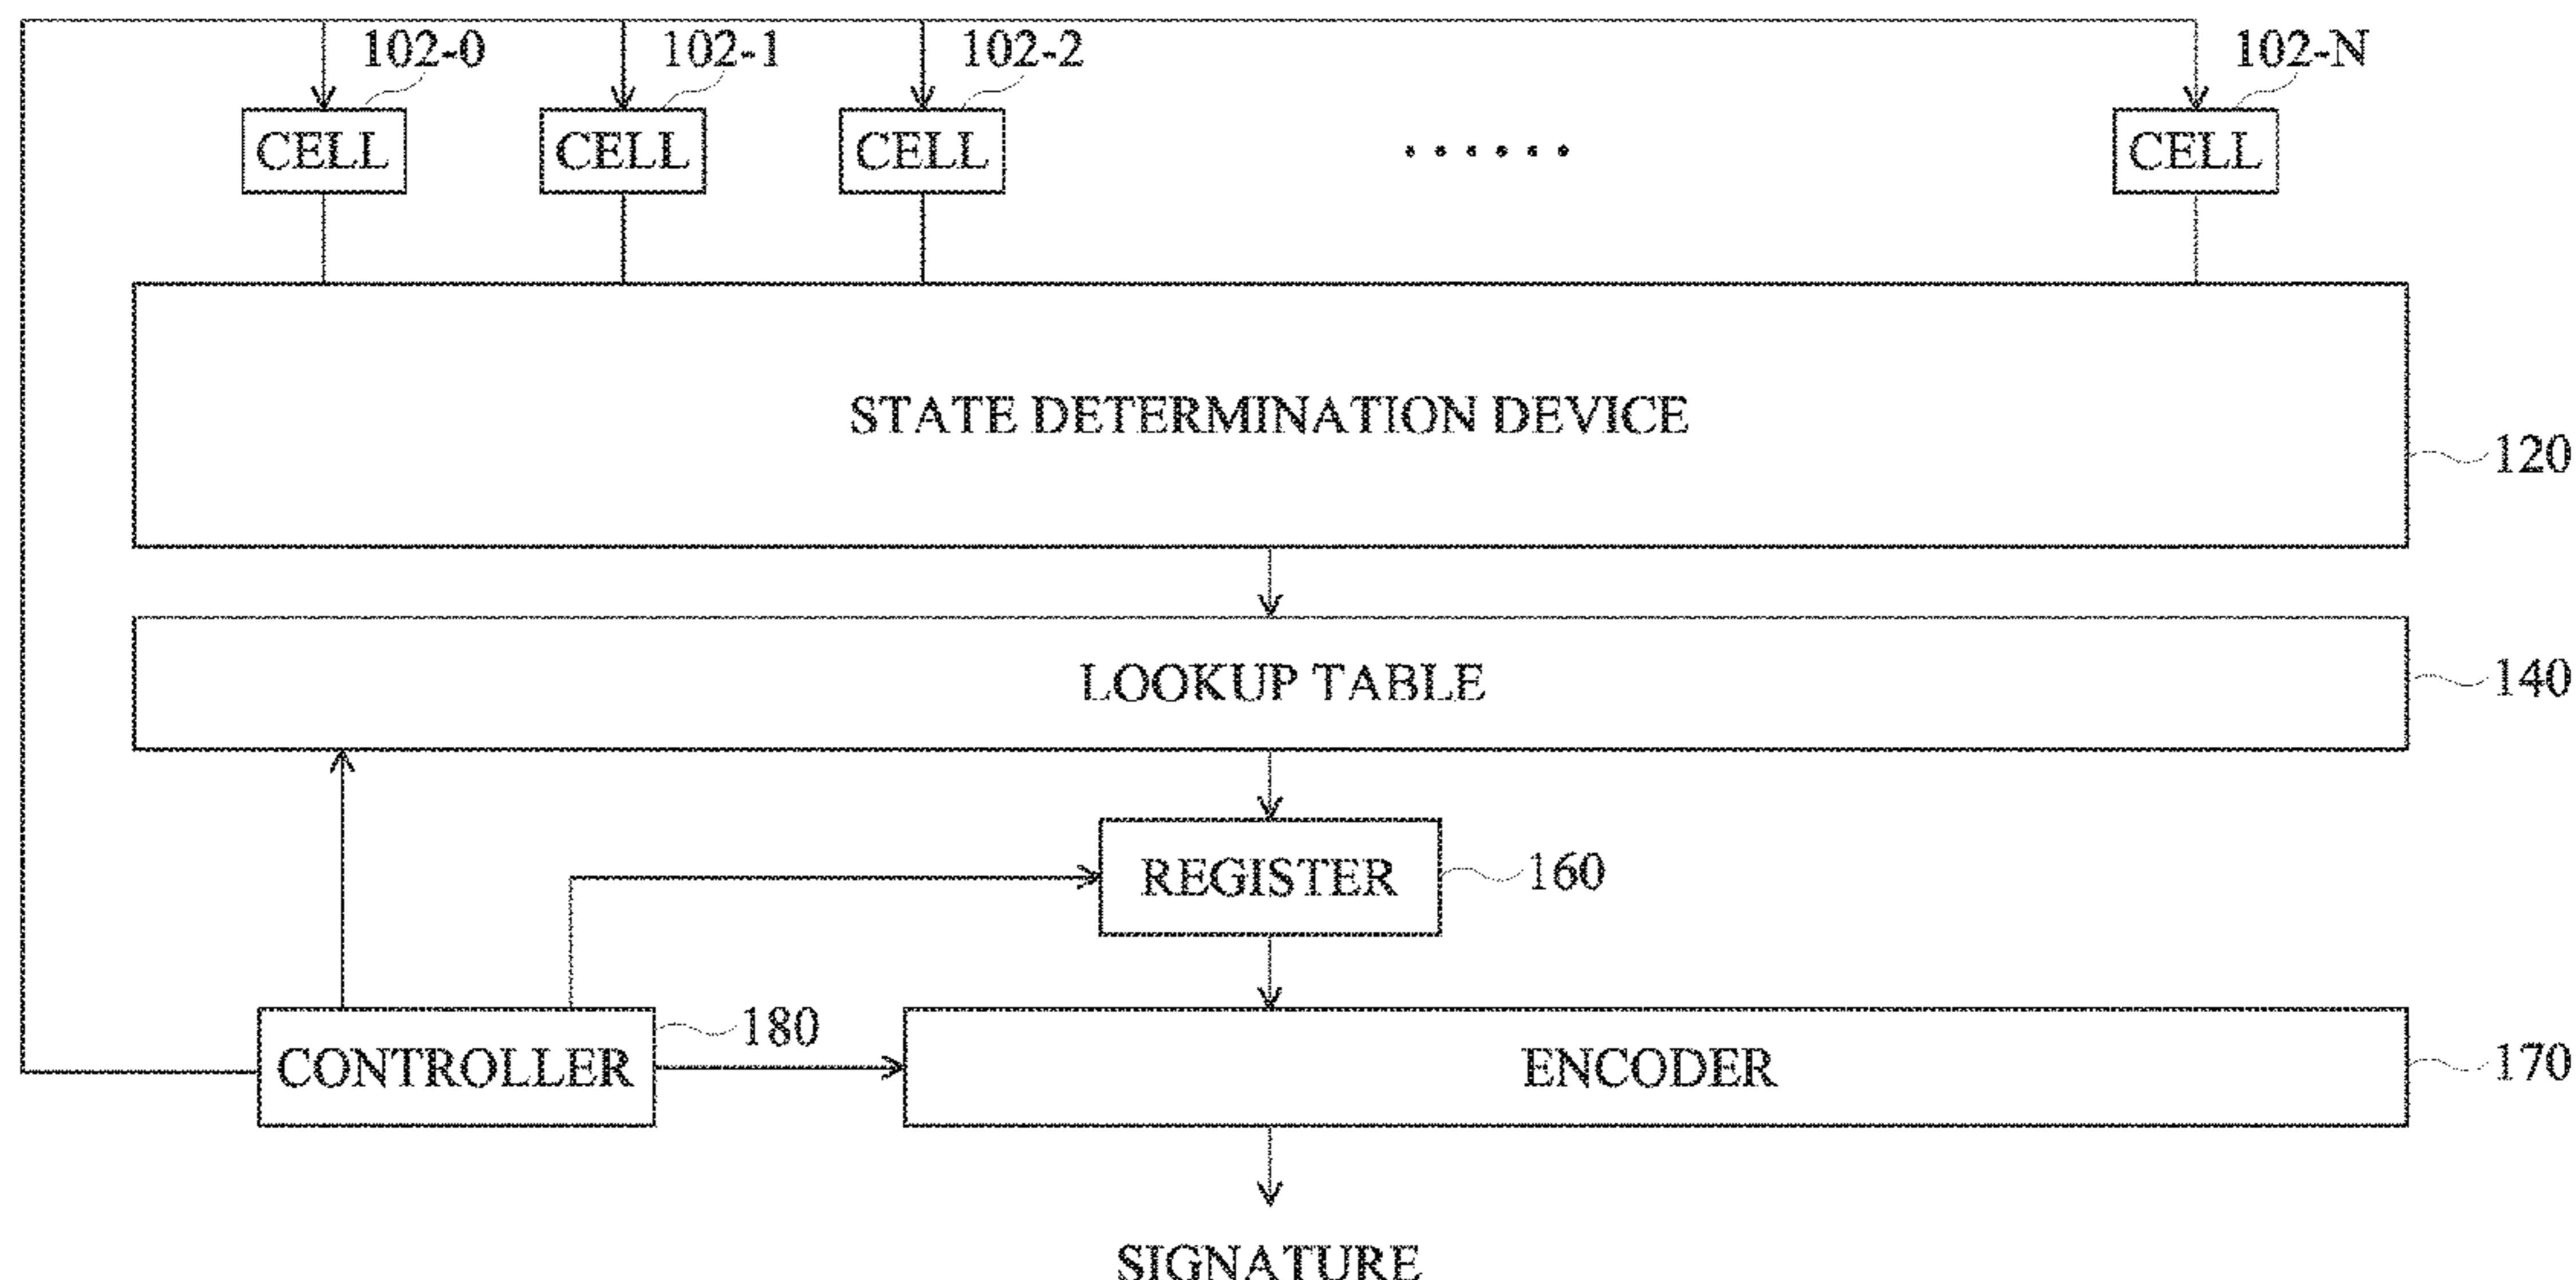 102-0 102-1 102-2 102-N
CELL CELL CELL ...... CELL
STATE DETERMINATION DEVICE
120
LOOKUP TABLE 140
REGISTER 160
180
CONTROLLER ENCODER 170
SIGNATURE